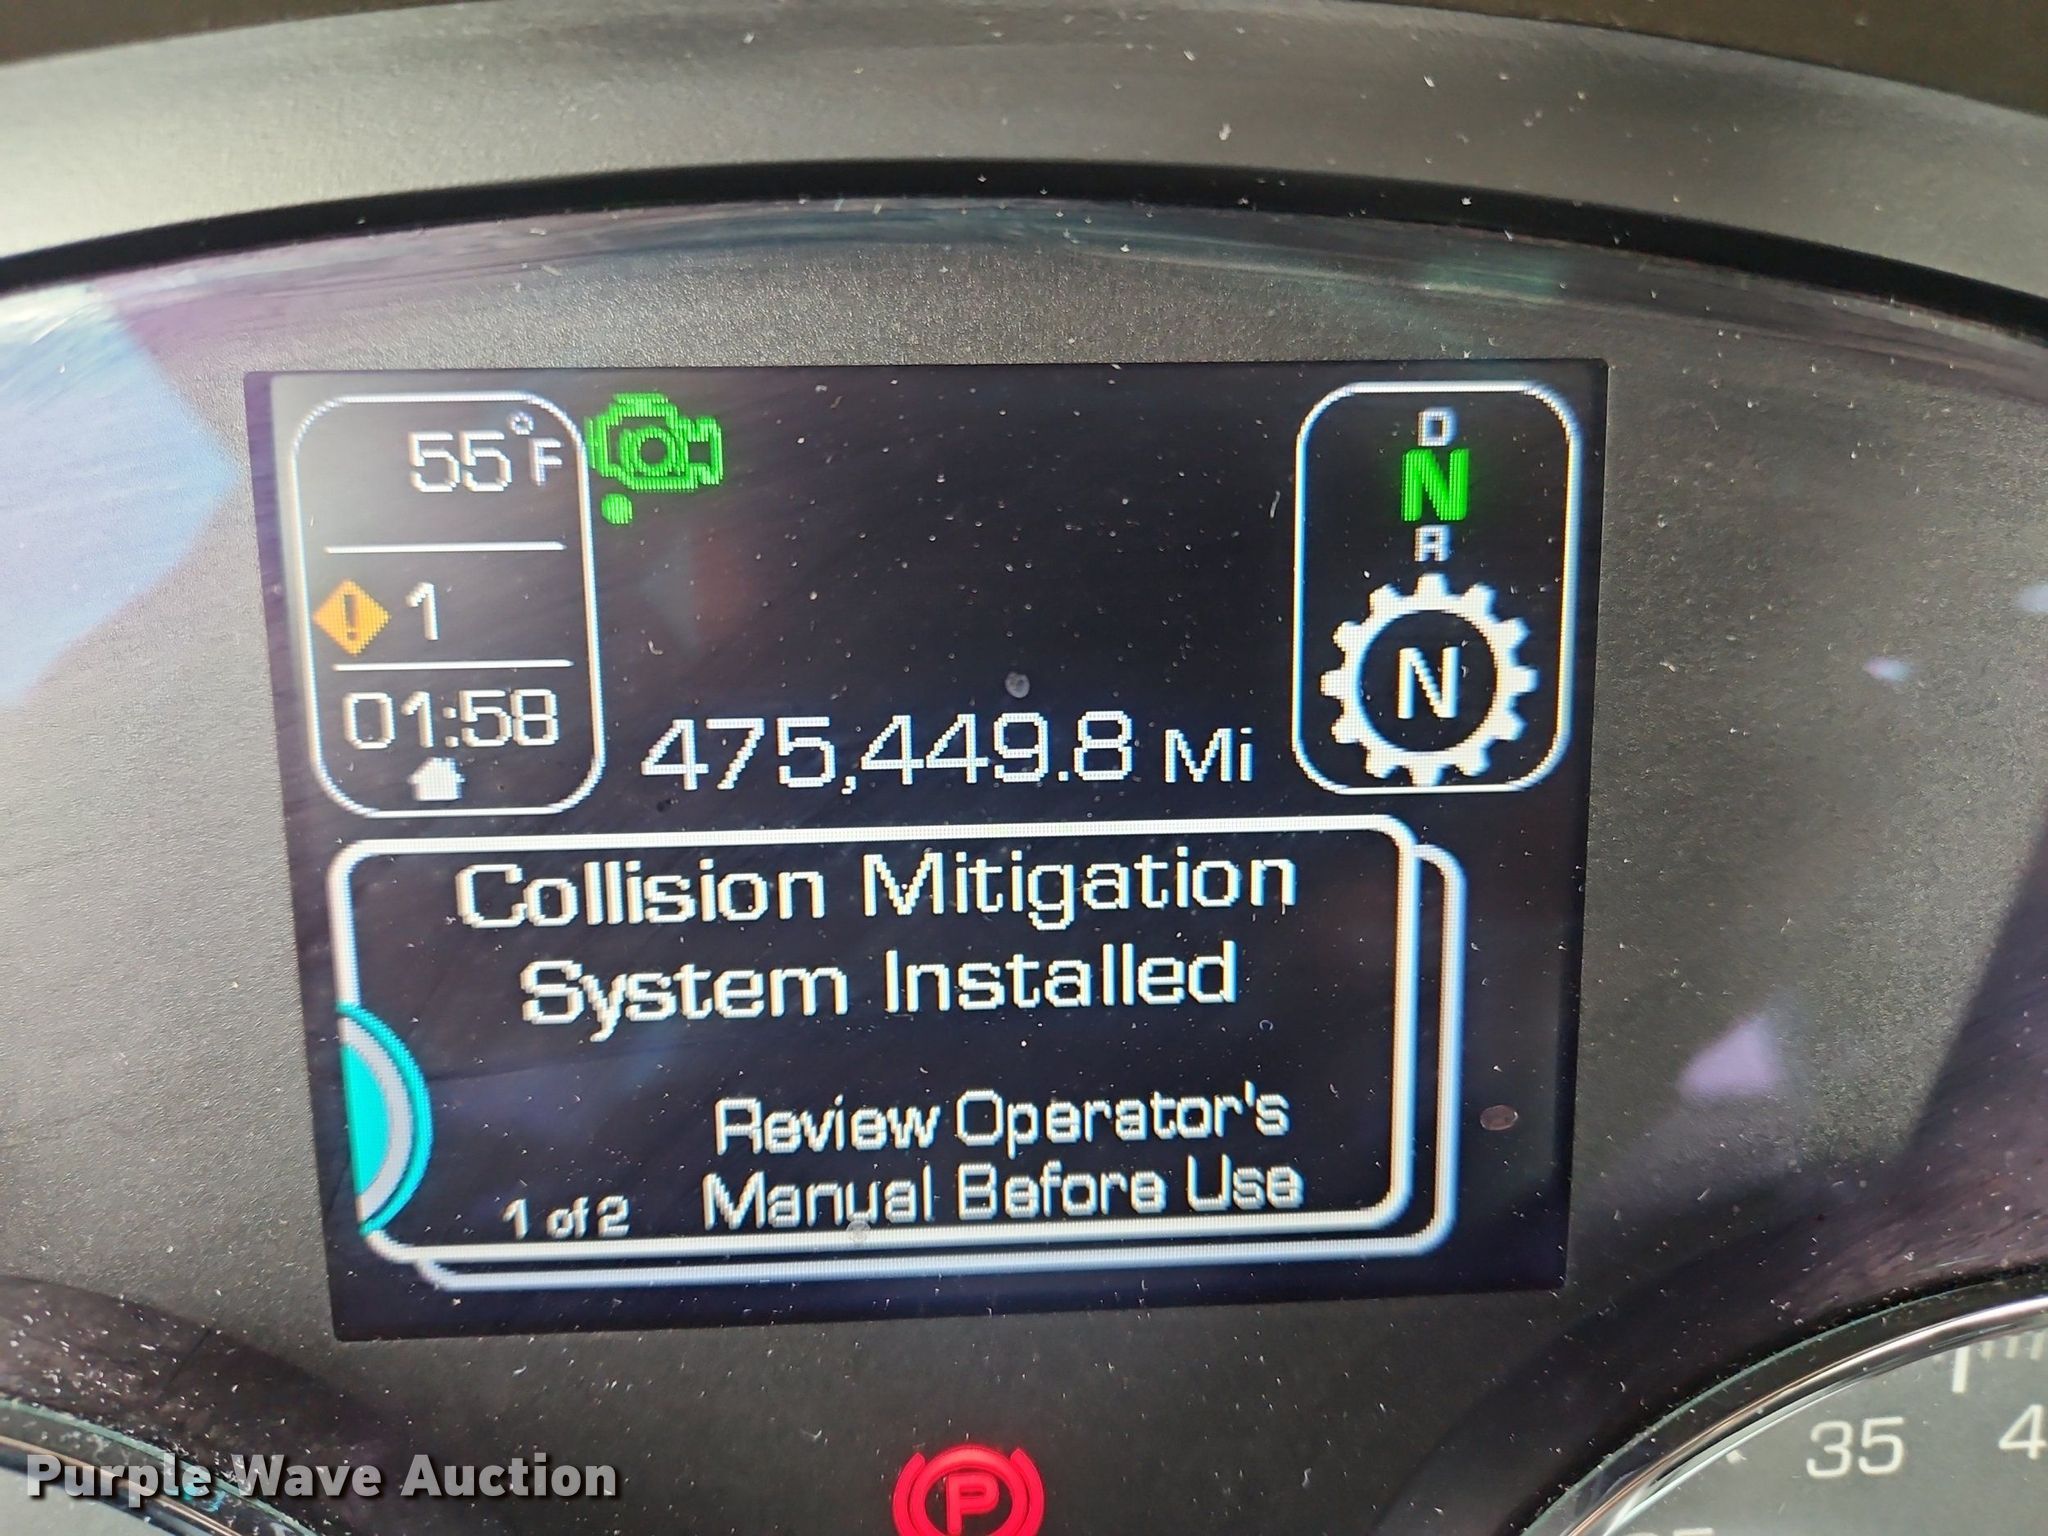 55°F
1
01:58
475,449.8 Mi
D
N
R
N
Collision Mitigation
System Installed
Review Operator's
Manual Before Use
1 of 2
P
35
Purple Wave Auction